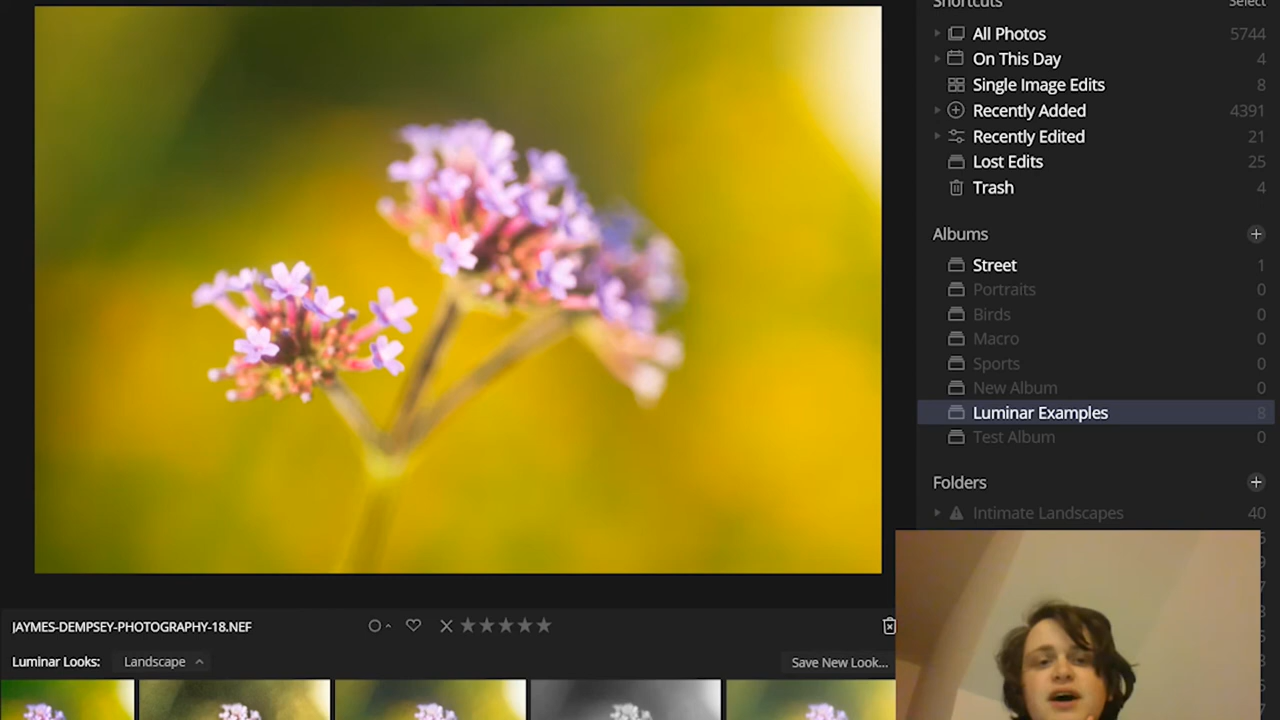 Shortcuts Select
All Photos 5744
On This Day 4
Single Image Edits 8
Recently Added 4391
Recently Edited 21
Lost Edits 25
Trash 4
Albums
Street 1
Portraits 0
Birds 0
Macro 0
Sports 0
New Album 0
Luminar Examples 8
Test Album 0
Folders
Intimate Landscapes 40
JAYMES-DEMPSEY-PHOTOGRAPHY-18.NEF
Luminar Looks: Landscape Save New Look...